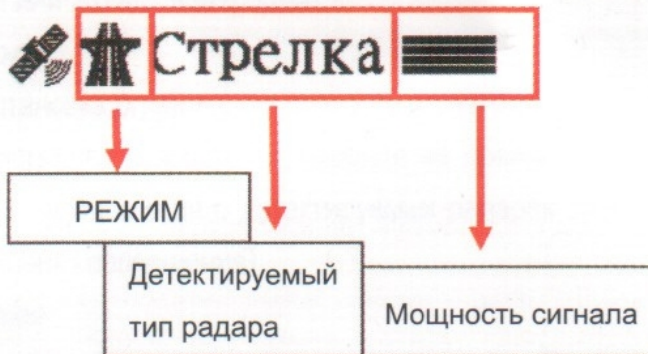 Стрелка
РЕЖИМ
Детектируемый
тип радара
Мощность сигнала